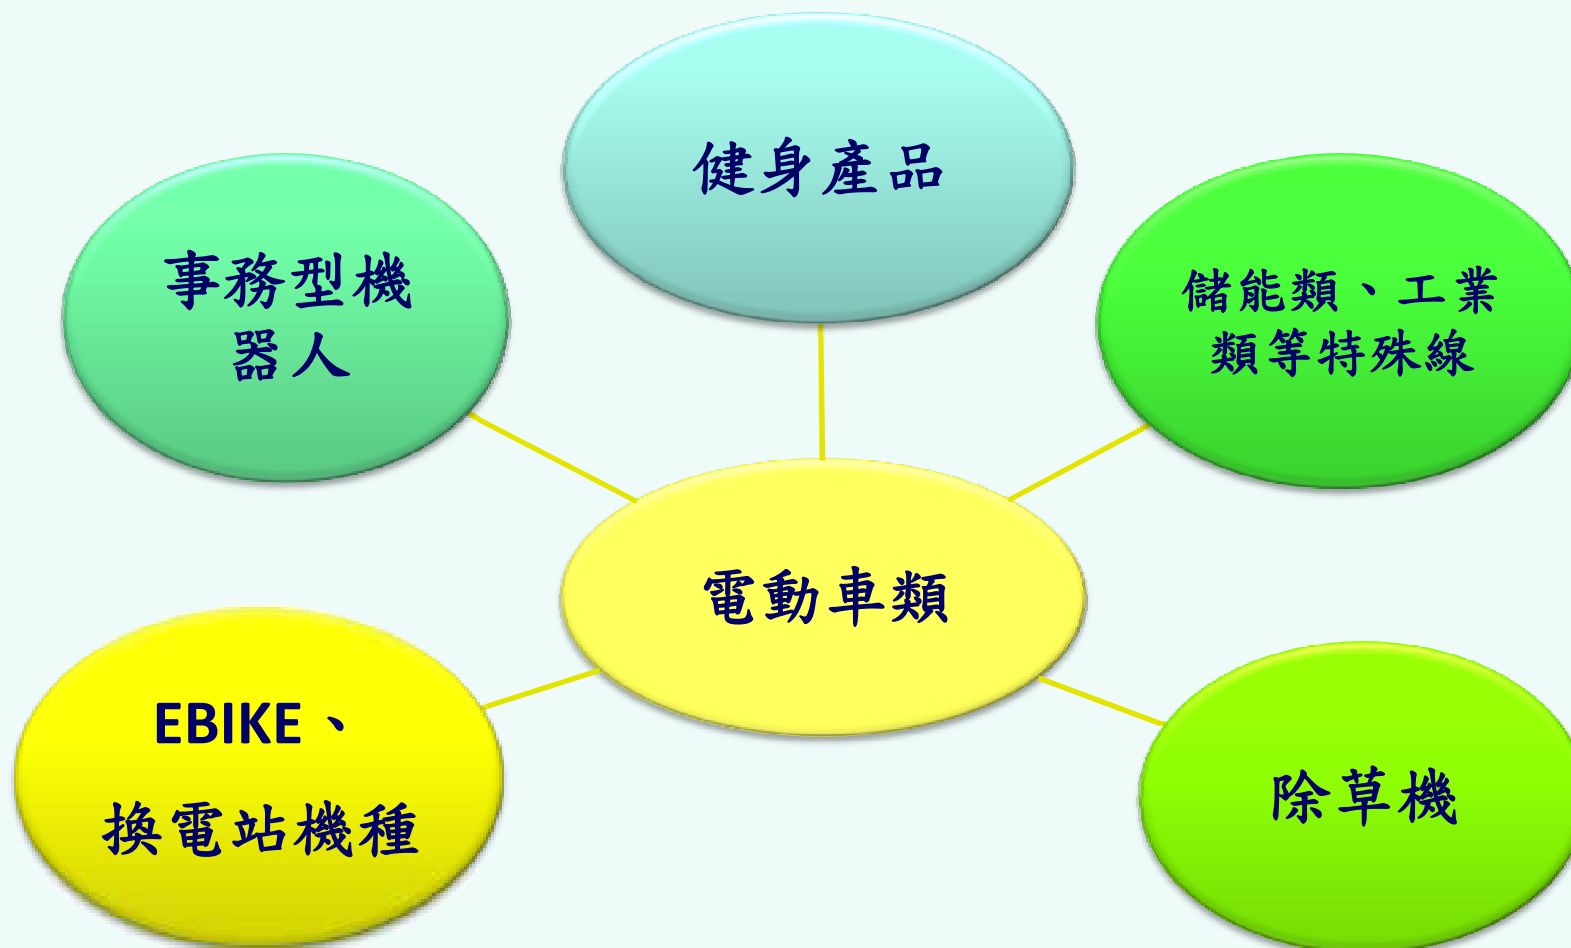 健身產品
事務型機
器人
儲能類、工業
類等特殊線
電動車類
EBIKE、
換電站機種
除草機